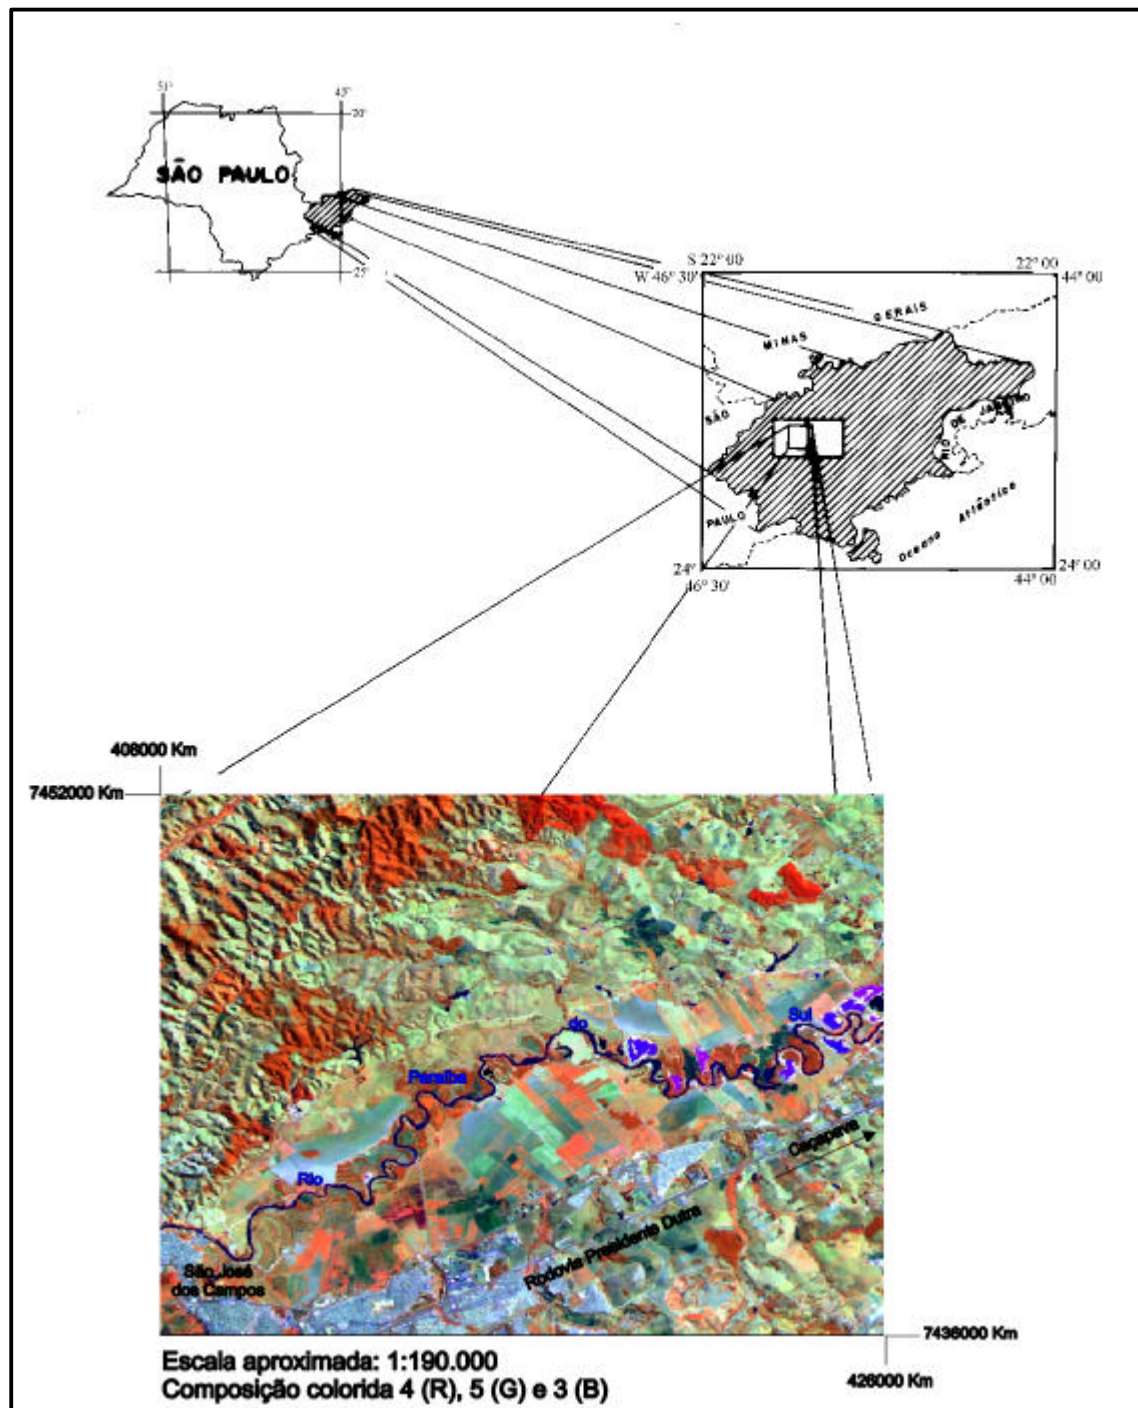 51°
45°
20°
SÃO PAULO
25°
S 22° 00
W 46° 30'
22° 00
44° 00
MINAS GERAIS
SÃO
RIO DE JANEIRO
PAULO
Oceano Atlântico
24°
46° 30'
24° 00
44° 00
408000 Km
7452000 Km
Sul
do
Paraíba
Caçapava
Rio
Rodovia Presidente Dutra
São José
dos Campos
7436000 Km
Escala aproximada: 1:190.000
426000 Km
Composição colorida 4 (R), 5 (G) e 3 (B)